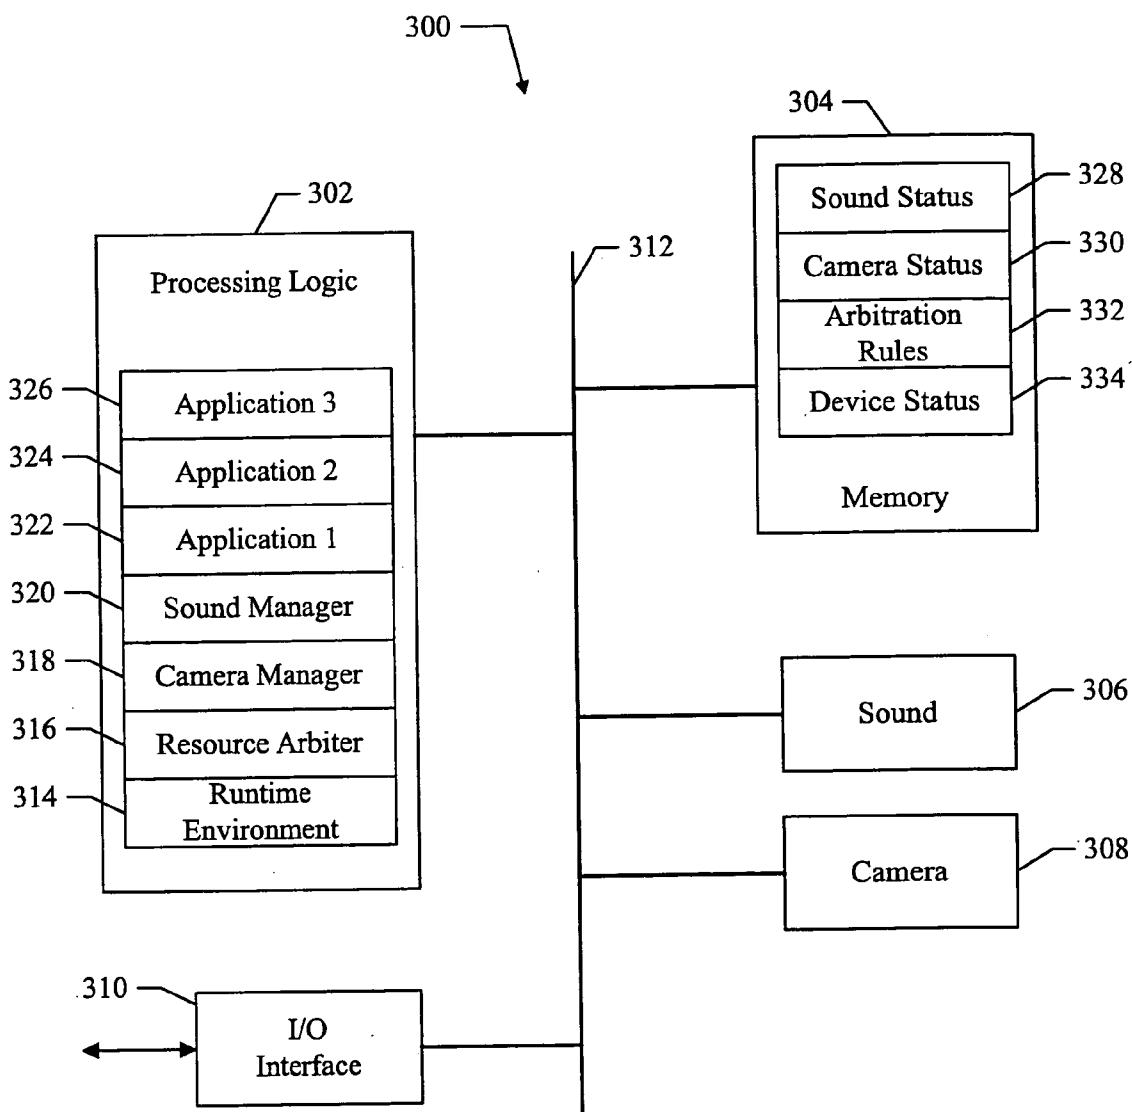 300
304
302
Sound Status
328
312
Camera Status
330
Processing Logic
Arbitration
Rules
332
326
Application 3
Device Status
334
324
Application 2
Memory
322
Application 1
320
Sound Manager
318
Camera Manager
Sound
306
316
Resource Arbiter
314
Runtime
Environment
Camera
308
310
I/O
Interface